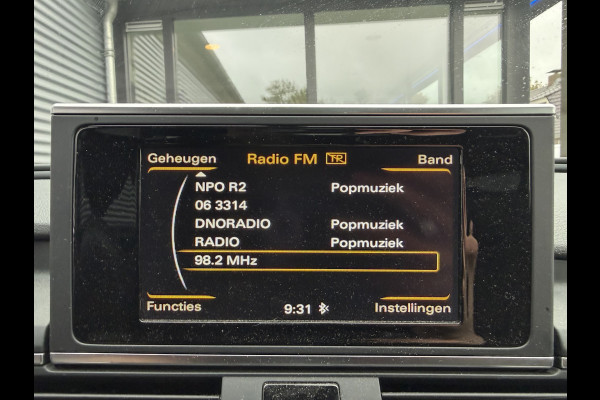 Geheugen Radio FM TP Band
NPO R2 Popmuziek
06 3314
DNORADIO Popmuziek
RADIO Popmuziek
98.2 MHz
Functies 9:31 Instellingen